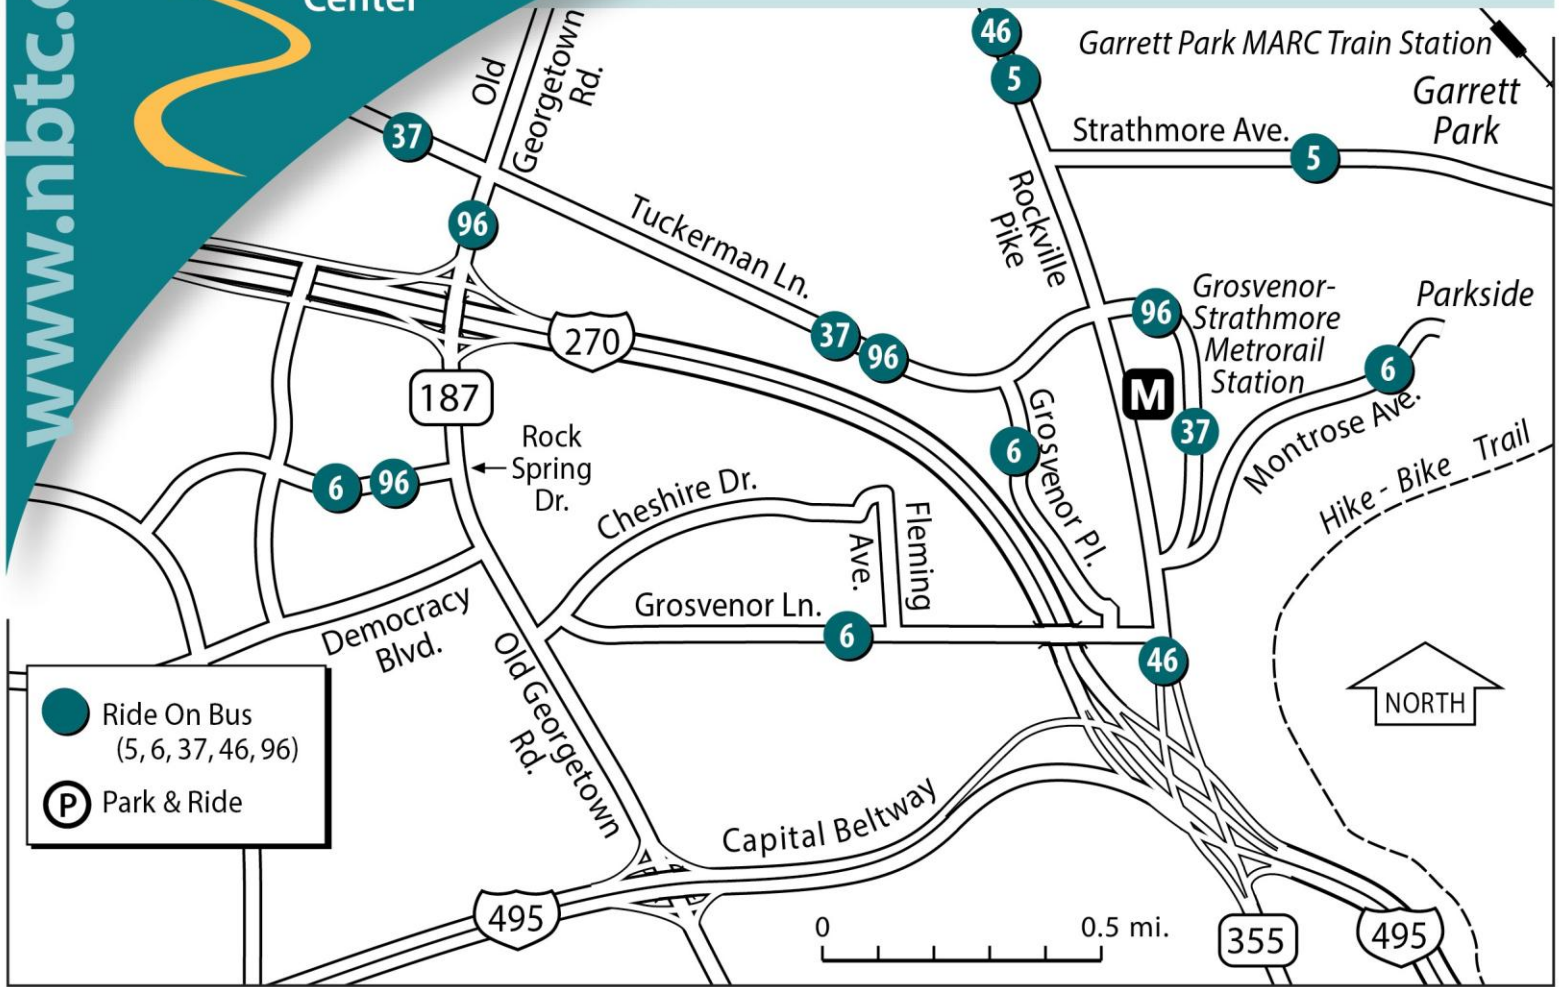 Center
www.nbtc.
Old
Georgetown
Rd.
46
5
Garrett Park MARC Train Station
Garrett
Park
Strathmore Ave.
5
37
96
Tuckerman Ln.
Rockville
Pike
37
96
96
Grosvenor-
Strathmore
Metrorail
Station
Parkside
6
Montrose Ave.
M
37
270
187
Rock
Spring
Dr.
6
96
Cheshire Dr.
Fleming
Ave.
6
Grosvenor Pl.
Hike - Bike Trail
Grosvenor Ln.
6
46
Democracy
Blvd.
Old Georgetown
Rd.
NORTH
Ride On Bus
(5, 6, 37, 46, 96)
P Park & Ride
Capital Beltway
495
0 0.5 mi.
355
495